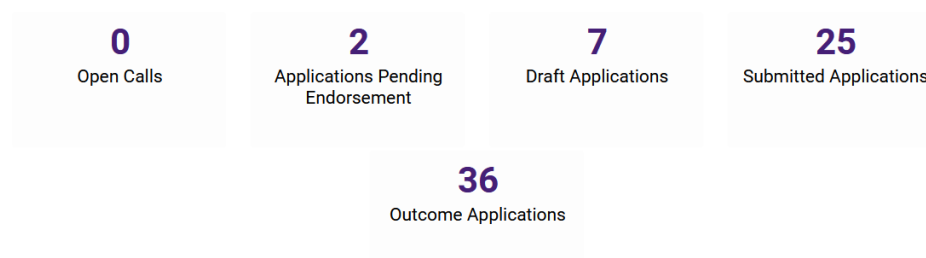 0
Open Calls
2
Applications Pending
Endorsement
7
Draft Applications
25
Submitted Applications
36
Outcome Applications